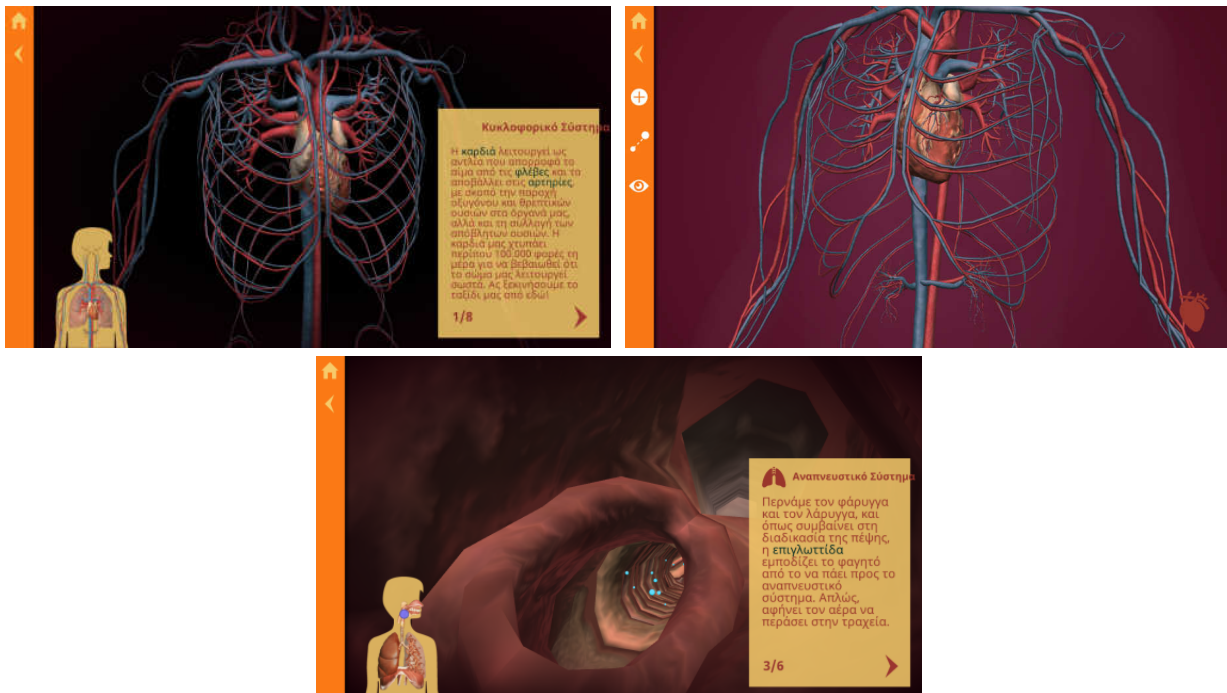 Κυκλοφορικό Σύστημα
Η καρδιά λειτουργεί ως
αντλία που απορροφά το
αίμα από τις φλέβες και το
αποβάλλει στις αρτηρίες,
με σκοπό την παροχή
οξυγόνου και θρεπτικών
ουσιών στα όργανά μας,
αλλά και τη συλλογή των
απόβλητων ουσιών. Η
καρδιά μας χτυπάει
περίπου 100.000 φορές τη
μέρα για να βεβαιωθεί ότι
το σώμα μας λειτουργεί
σωστά. Ας ξεκινήσουμε το
ταξίδι μας από εδώ!
1/8
Αναπνευστικό Σύστημα
Περνάμε τον φάρυγγα
και τον λάρυγγα, και
όπως συμβαίνει στη
διαδικασία της πέψης,
η επιγλωττίδα
εμποδίζει το φαγητό
από το να πάει προς το
αναπνευστικό
σύστημα. Απλώς,
αφήνει τον αέρα να
περάσει στην τραχεία.
3/6